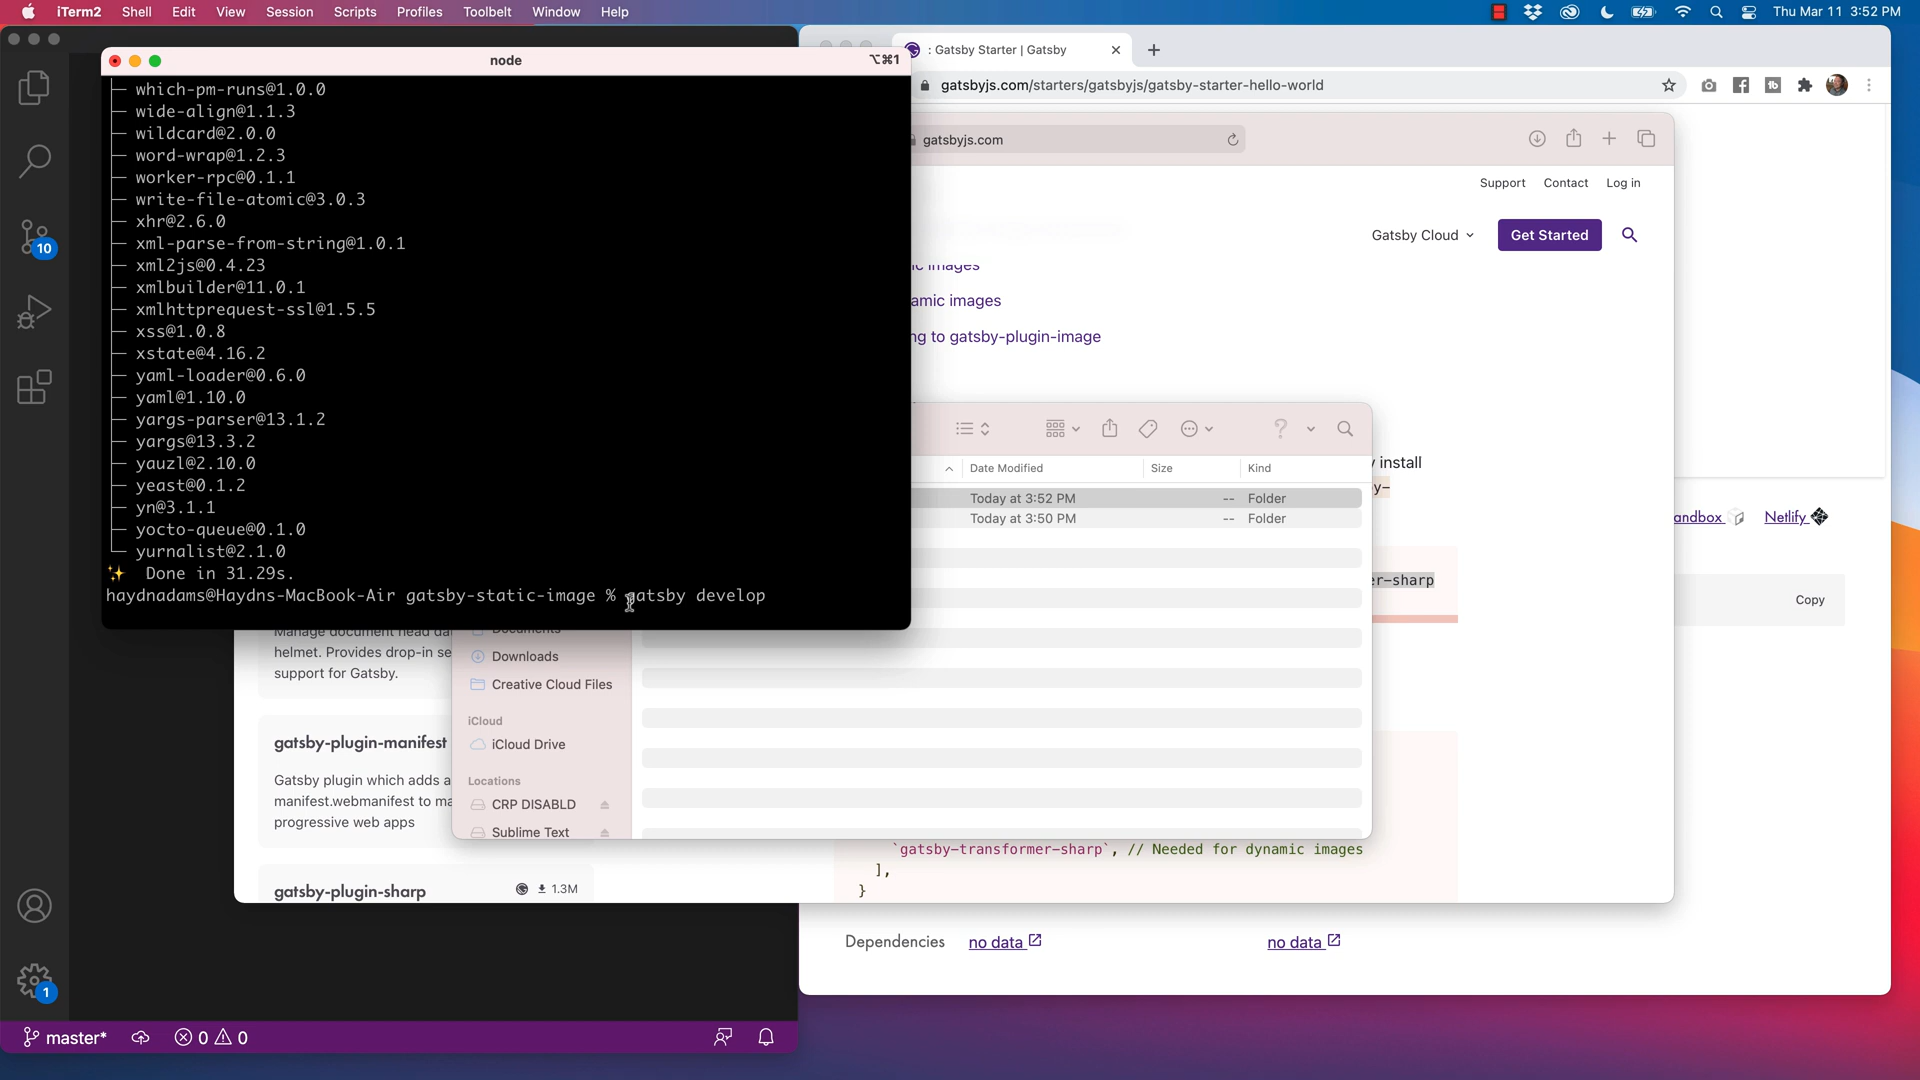 iTerm2 Shell Edit View Session Scripts Profiles Toolbelt Window Help
Thu Mar 11 3:52 PM
: Gatsby Starter | Gatsby
gatsbyjs.com/starters/gatsbyjs/gatsby-starter-hello-world
node
⌥⌘1
which-pm-runs@1.0.0
wide-align@1.1.3
wildcard@2.0.0
word-wrap@1.2.3
worker-rpc@0.1.1
write-file-atomic@3.0.3
xhr@2.6.0
xml-parse-from-string@1.0.1
xml2js@0.4.23
xmlbuilder@11.0.1
xmlhttprequest-ssl@1.5.5
xss@1.0.8
xstate@4.16.2
yaml-loader@0.6.0
yaml@1.10.0
yargs-parser@13.1.2
yargs@13.3.2
yauzl@2.10.0
yeast@0.1.2
yn@3.1.1
yocto-queue@0.1.0
yurnalist@2.1.0
✨ Done in 31.29s.
haydnadams@Haydns-MacBook-Air gatsby-static-image % gatsby develop
gatsbyjs.com
Support Contact Log in
Gatsby Cloud
Get Started
ic images
amic images
ng to gatsby-plugin-image
Date Modified Size Kind
Today at 3:52 PM -- Folder
Today at 3:50 PM -- Folder
y install
y-
er-sharp
andbox
Netlify
Copy
Documents
Downloads
Creative Cloud Files
iCloud
iCloud Drive
Locations
CRP DISABLD
Sublime Text
Manage document head da
helmet. Provides drop-in se
support for Gatsby.
gatsby-plugin-manifest
Gatsby plugin which adds a
manifest.webmanifest to ma
progressive web apps
gatsby-plugin-sharp
1.3M
`gatsby-transformer-sharp`, // Needed for dynamic images
],
}
Dependencies
no data
no data
10
1
master*
0
0